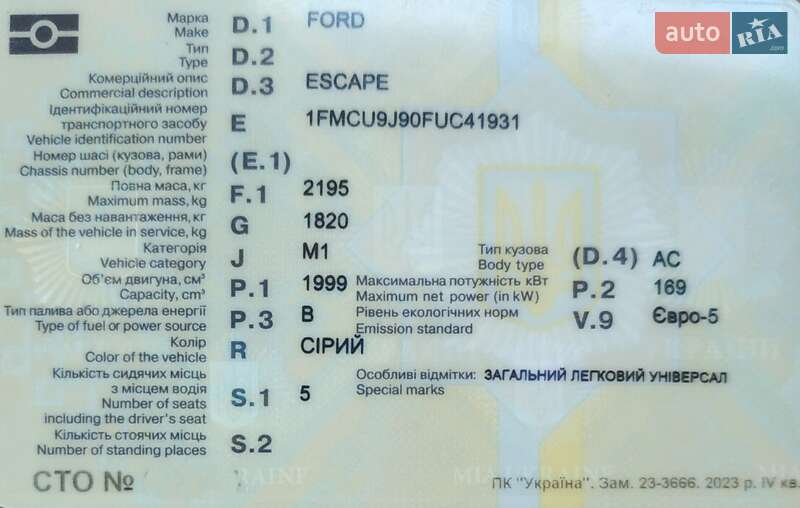 Марка D.1 FORD
Make
Тип D.2
Type
Комерційний опис D.3 ESCAPE
Commercial description
Ідентифікаційний номер
транспортного засобу E 1FMCU9J90FUC41931
Vehicle identification number
Номер шасі (кузова, рами) (E.1)
Chassis number (body, frame)
Повна маса, кг F.1 2195
Maximum mass, kg
Маса без навантаження, кг G 1820
Mass of the vehicle in service, kg
Категорія J M1 Тип кузова (D.4) AC
Vehicle category Body type
Об'єм двигуна, см³ P.1 1999 Максимальна потужність кВт P.2 169
Capacity, cm³ Maximum net power (in kW)
Тип палива або джерела енергії P.3 B Рівень екологічних норм V.9 Євро-5
Type of fuel or power source Emission standard
Колір R СІРИЙ
Color of the vehicle
Кількість сидячих місць Особливі відмітки: ЗАГАЛЬНИЙ ЛЕГКОВИЙ УНІВЕРСАЛ
з місцем водія S.1 5 Special marks
Number of seats
including the driver's seat
Кількість стоячих місць S.2
Number of standing places
СТО №
ПК "Україна". Зам. 23-3666. 2023 р. IV кв.
auto RIA .com